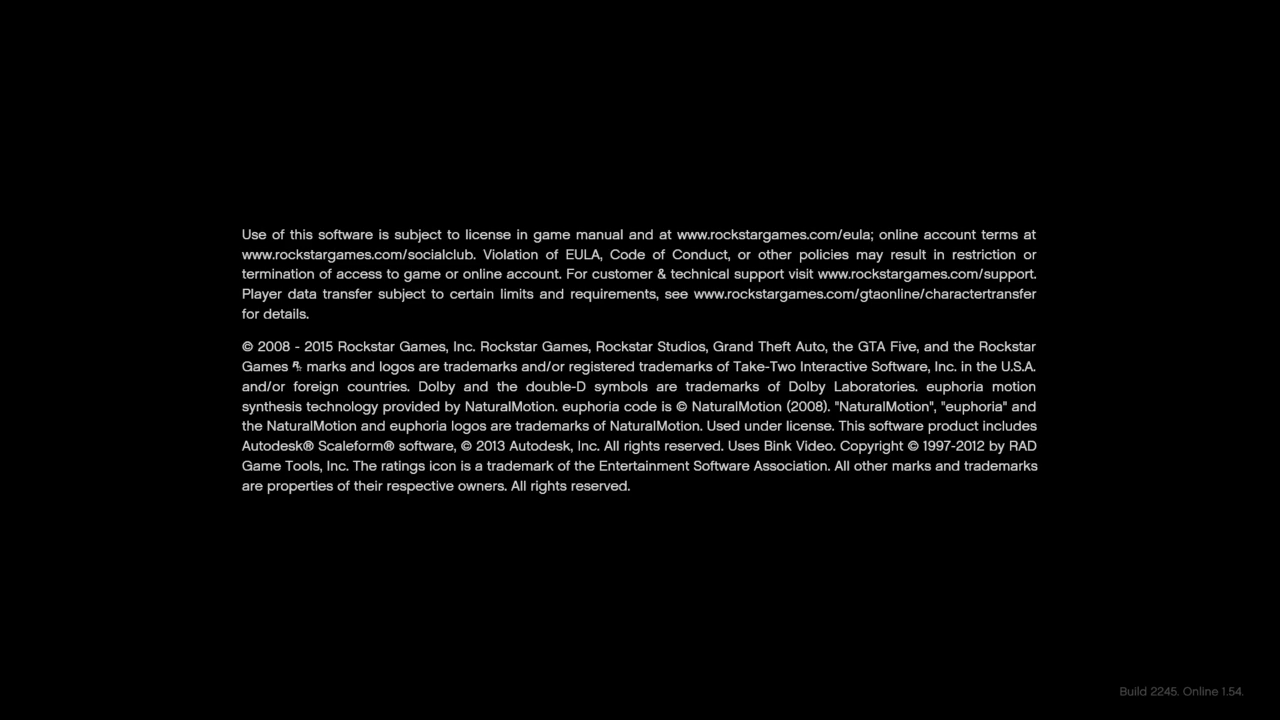 Use of this software is subject to license in game manual and at www.rockstargames.com/eula; online account terms at
www.rockstargames.com/socialclub. Violation of EULA, Code of Conduct, or other policies may result in restriction or
termination of access to game or online account. For customer & technical support visit www.rockstargames.com/support.
Player data transfer subject to certain limits and requirements, see www.rockstargames.com/gtaonline/charactertransfer
for details.
© 2008 - 2015 Rockstar Games, Inc. Rockstar Games, Rockstar Studios, Grand Theft Auto, the GTA Five, and the Rockstar
Games R* marks and logos are trademarks and/or registered trademarks of Take-Two Interactive Software, Inc. in the U.S.A.
and/or foreign countries. Dolby and the double-D symbols are trademarks of Dolby Laboratories. euphoria motion
synthesis technology provided by NaturalMotion. euphoria code is © NaturalMotion (2008). "NaturalMotion", "euphoria" and
the NaturalMotion and euphoria logos are trademarks of NaturalMotion. Used under license. This software product includes
Autodesk® Scaleform® software, © 2013 Autodesk, Inc. All rights reserved. Uses Bink Video. Copyright © 1997-2012 by RAD
Game Tools, Inc. The ratings icon is a trademark of the Entertainment Software Association. All other marks and trademarks
are properties of their respective owners. All rights reserved.
Build 2245. Online 1.54.